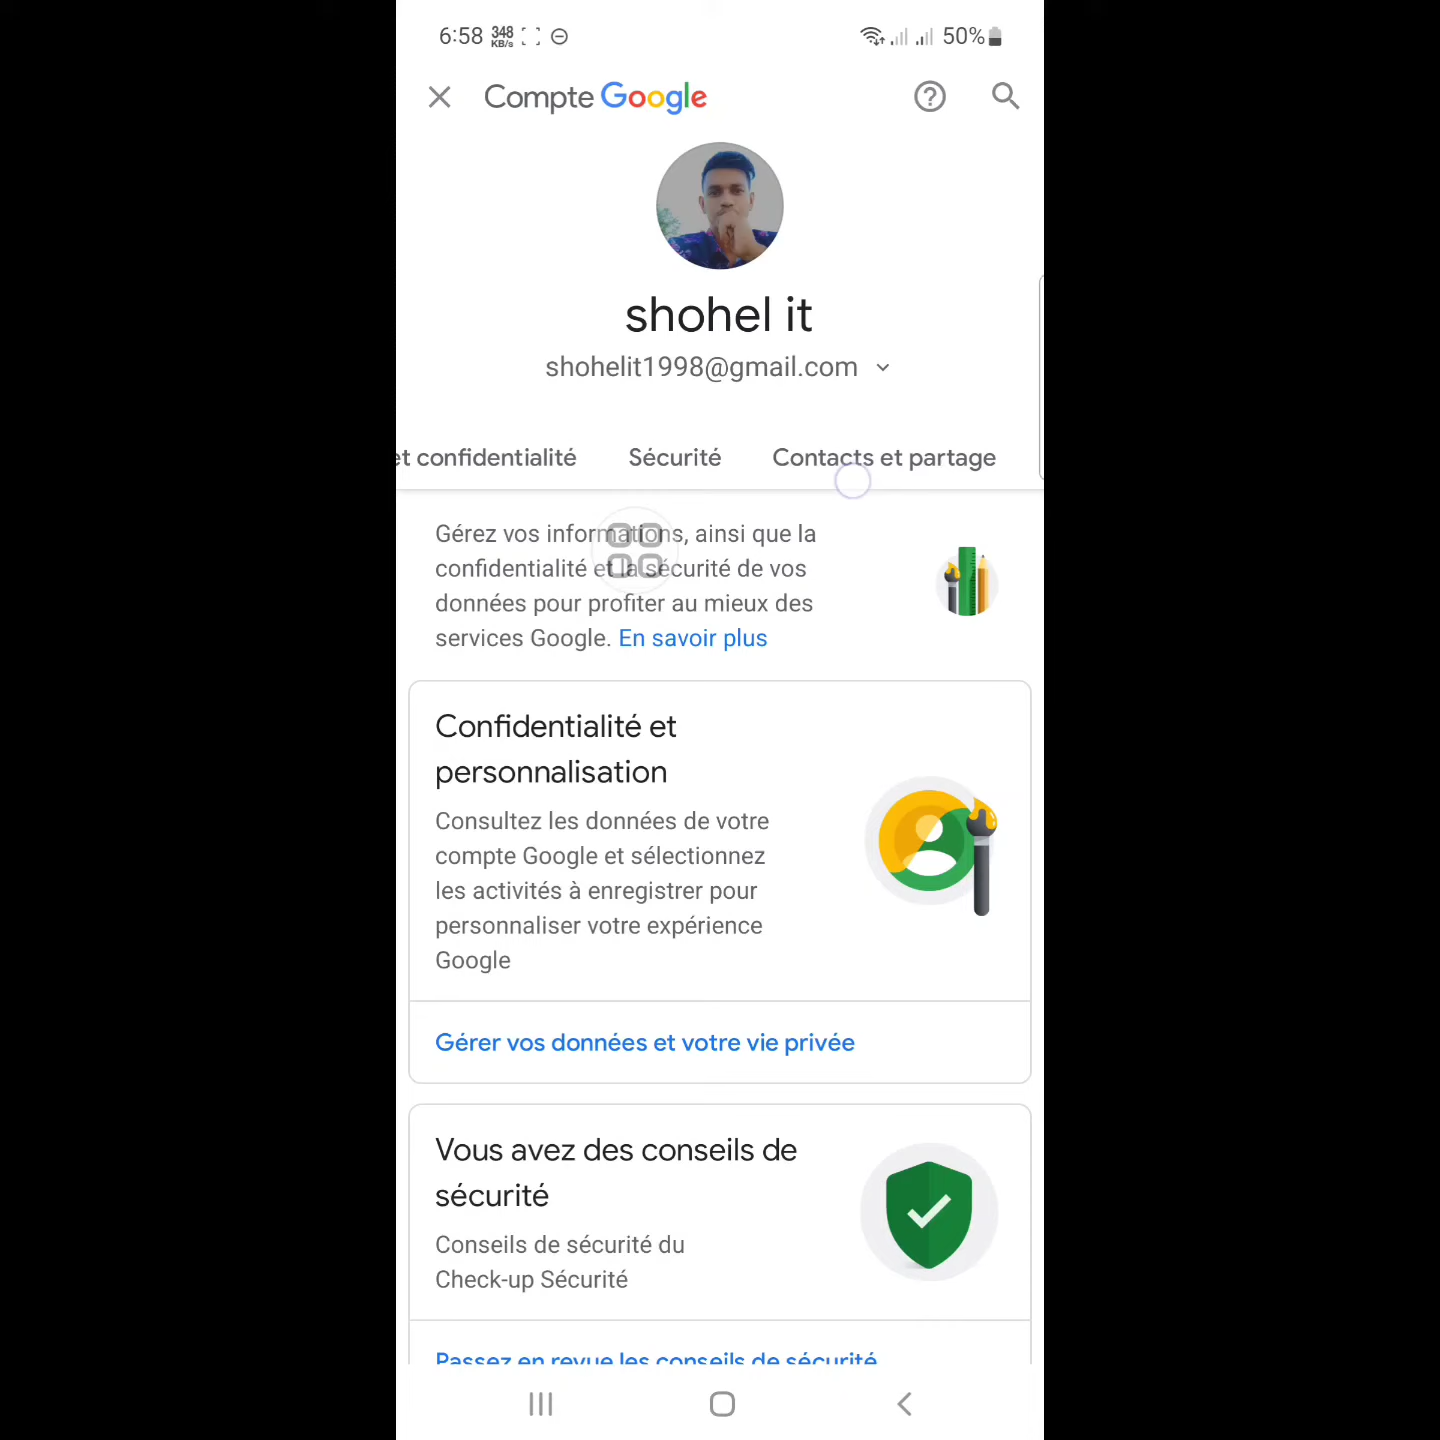 6:58 348 KB/s 50%
Compte Google
shohel it
shohelit1998@gmail.com
et confidentialité Sécurité Contacts et partage
Gérez vos informations, ainsi que la
confidentialité et la sécurité de vos
données pour profiter au mieux des
services Google. En savoir plus
Confidentialité et
personnalisation
Consultez les données de votre
compte Google et sélectionnez
les activités à enregistrer pour
personnaliser votre expérience
Google
Gérer vos données et votre vie privée
Vous avez des conseils de
sécurité
Conseils de sécurité du
Check-up Sécurité
Passez en revue les conseils de sécurité